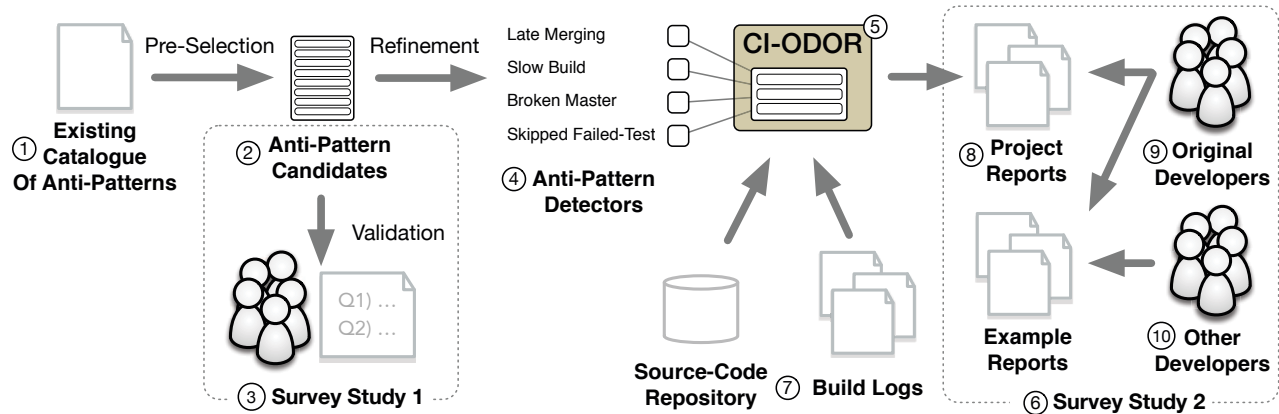 Pre-Selection
Refinement
① Existing
Catalogue
Of Anti-Patterns
② Anti-Pattern
Candidates
Validation
Q1) ...
Q2) ...
③ Survey Study 1
Late Merging
Slow Build
Broken Master
Skipped Failed-Test
④ Anti-Pattern
Detectors
CI-ODOR ⑤
Source-Code
Repository
⑦ Build Logs
⑧ Project
Reports
⑨ Original
Developers
Example
Reports
⑩ Other
Developers
⑥ Survey Study 2